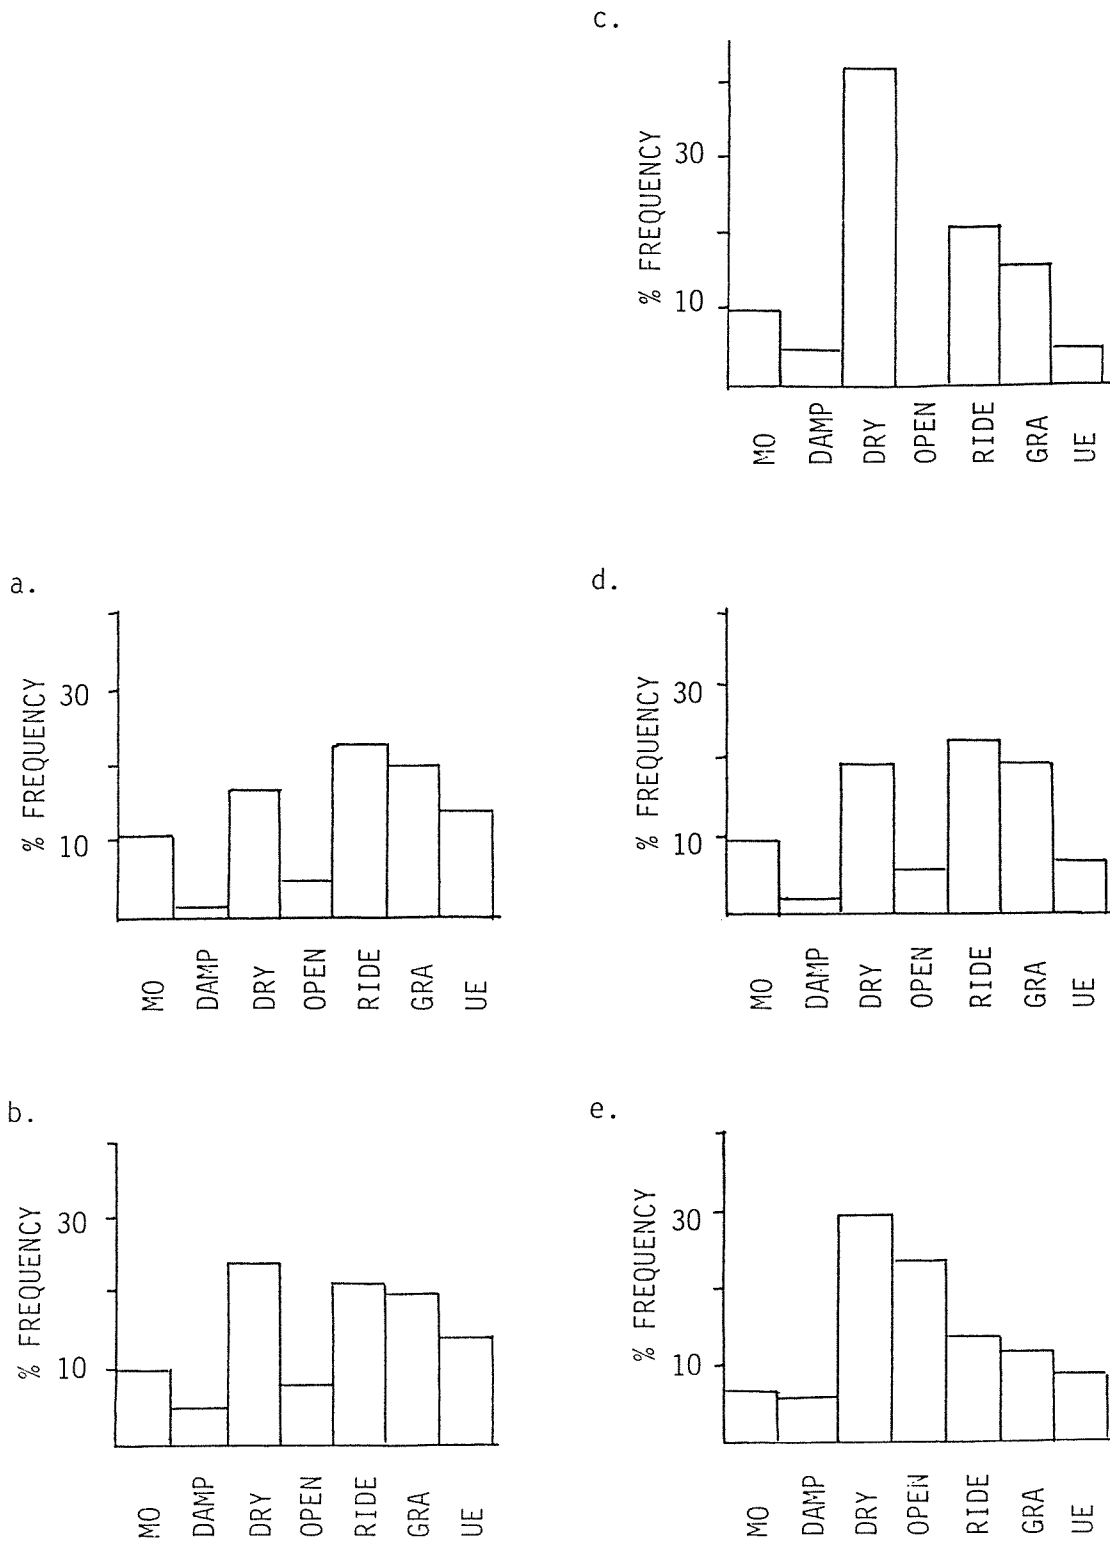 c.
% FREQUENCY
30
10
MO DAMP DRY OPEN RIDE GRA UE
a.
% FREQUENCY
30
10
MO DAMP DRY OPEN RIDE GRA UE
d.
% FREQUENCY
30
10
MO DAMP DRY OPEN RIDE GRA UE
b.
% FREQUENCY
30
10
MO DAMP DRY OPEN RIDE GRA UE
e.
% FREQUENCY
30
10
MO DAMP DRY OPEN RIDE GRA UE